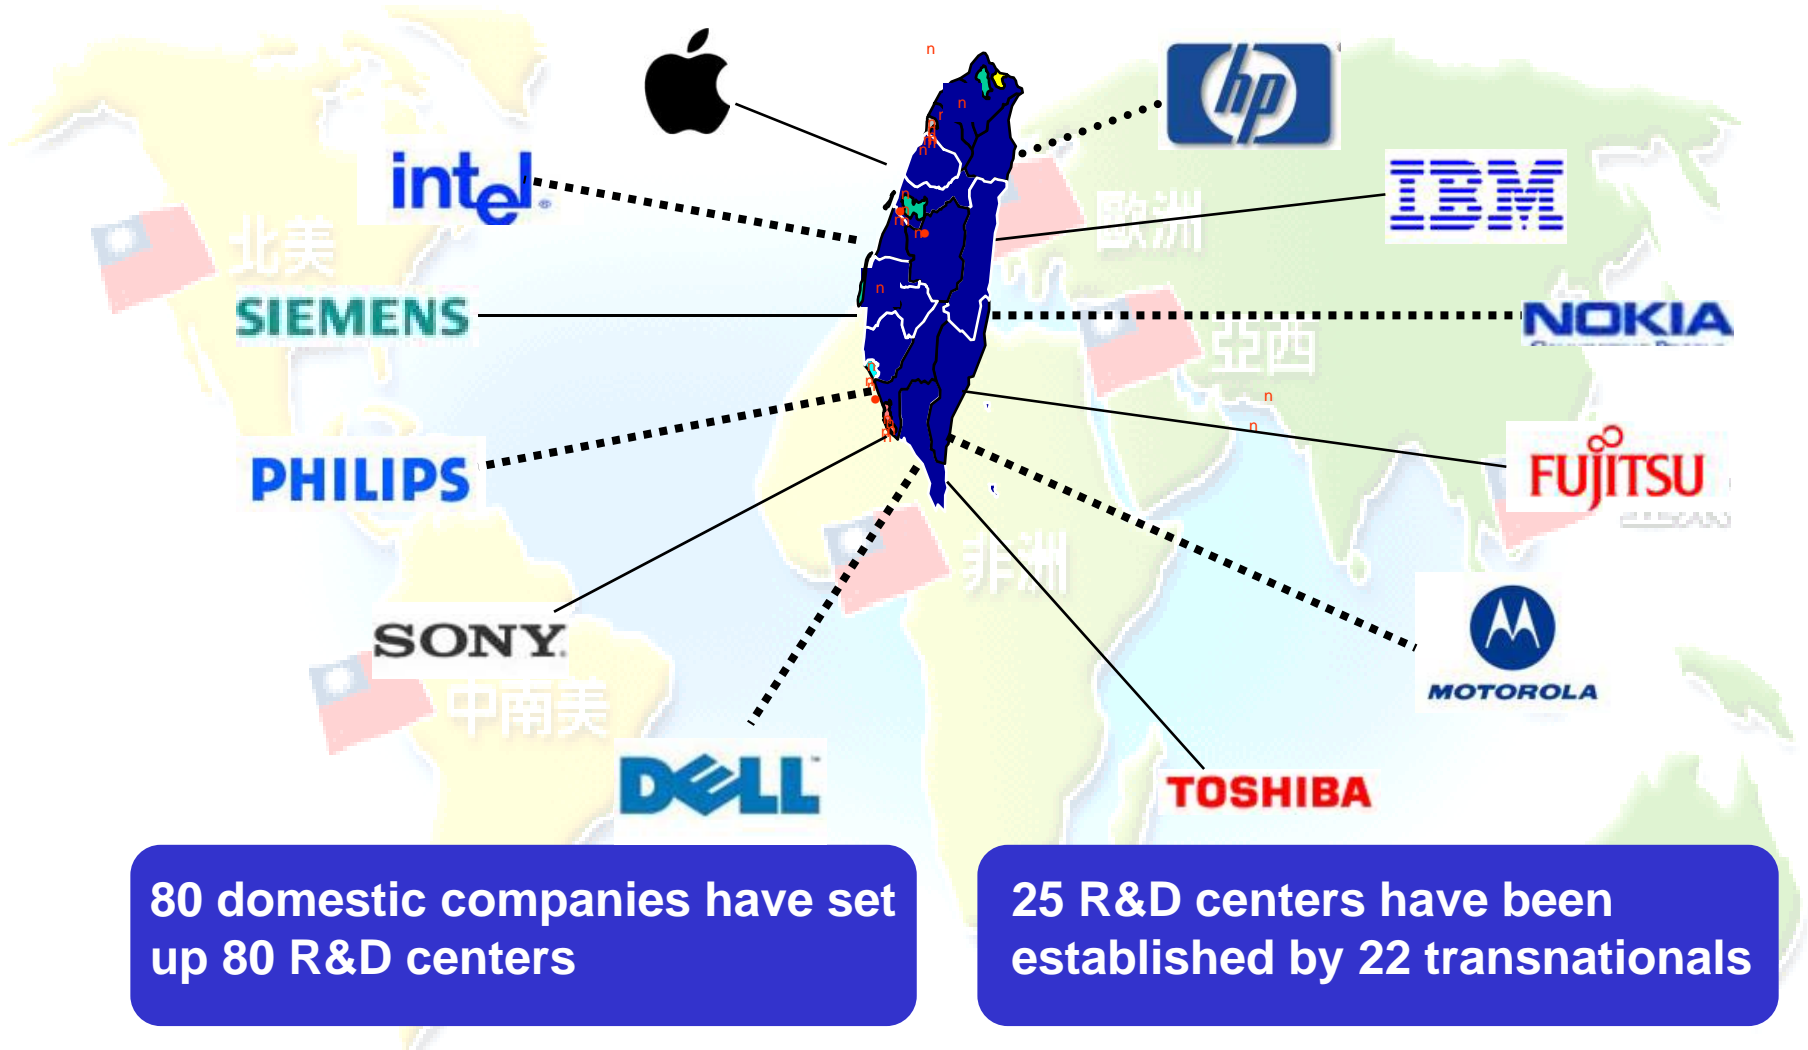 hp
intel
IBM
北美
歐洲
SIEMENS
NOKIA
亞西
PHILIPS
FUJITSU
非洲
SONY
中南美
MOTOROLA
DELL
TOSHIBA
80 domestic companies have set
up 80 R&D centers
25 R&D centers have been
established by 22 transnationals